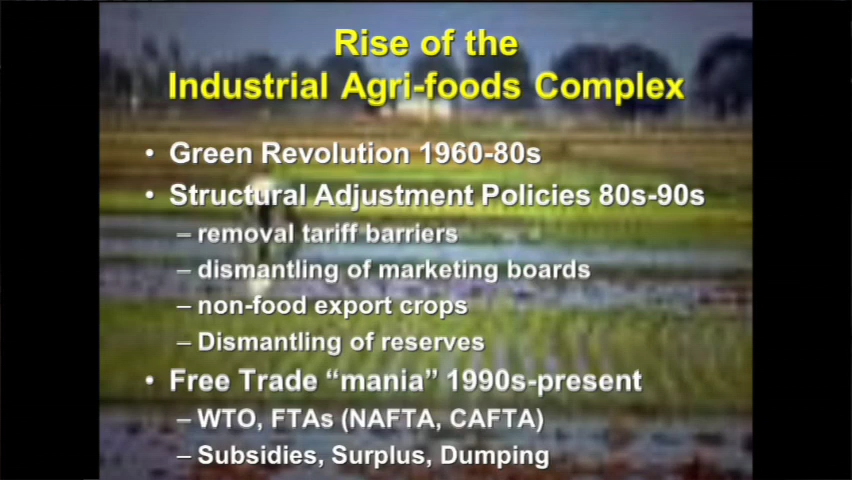 Rise of the
Industrial Agri-foods Complex
• Green Revolution 1960-80s
• Structural Adjustment Policies 80s-90s
– removal tariff barriers
– dismantling of marketing boards
– non-food export crops
– Dismantling of reserves
• Free Trade “mania” 1990s-present
– WTO, FTAs (NAFTA, CAFTA)
– Subsidies, Surplus, Dumping